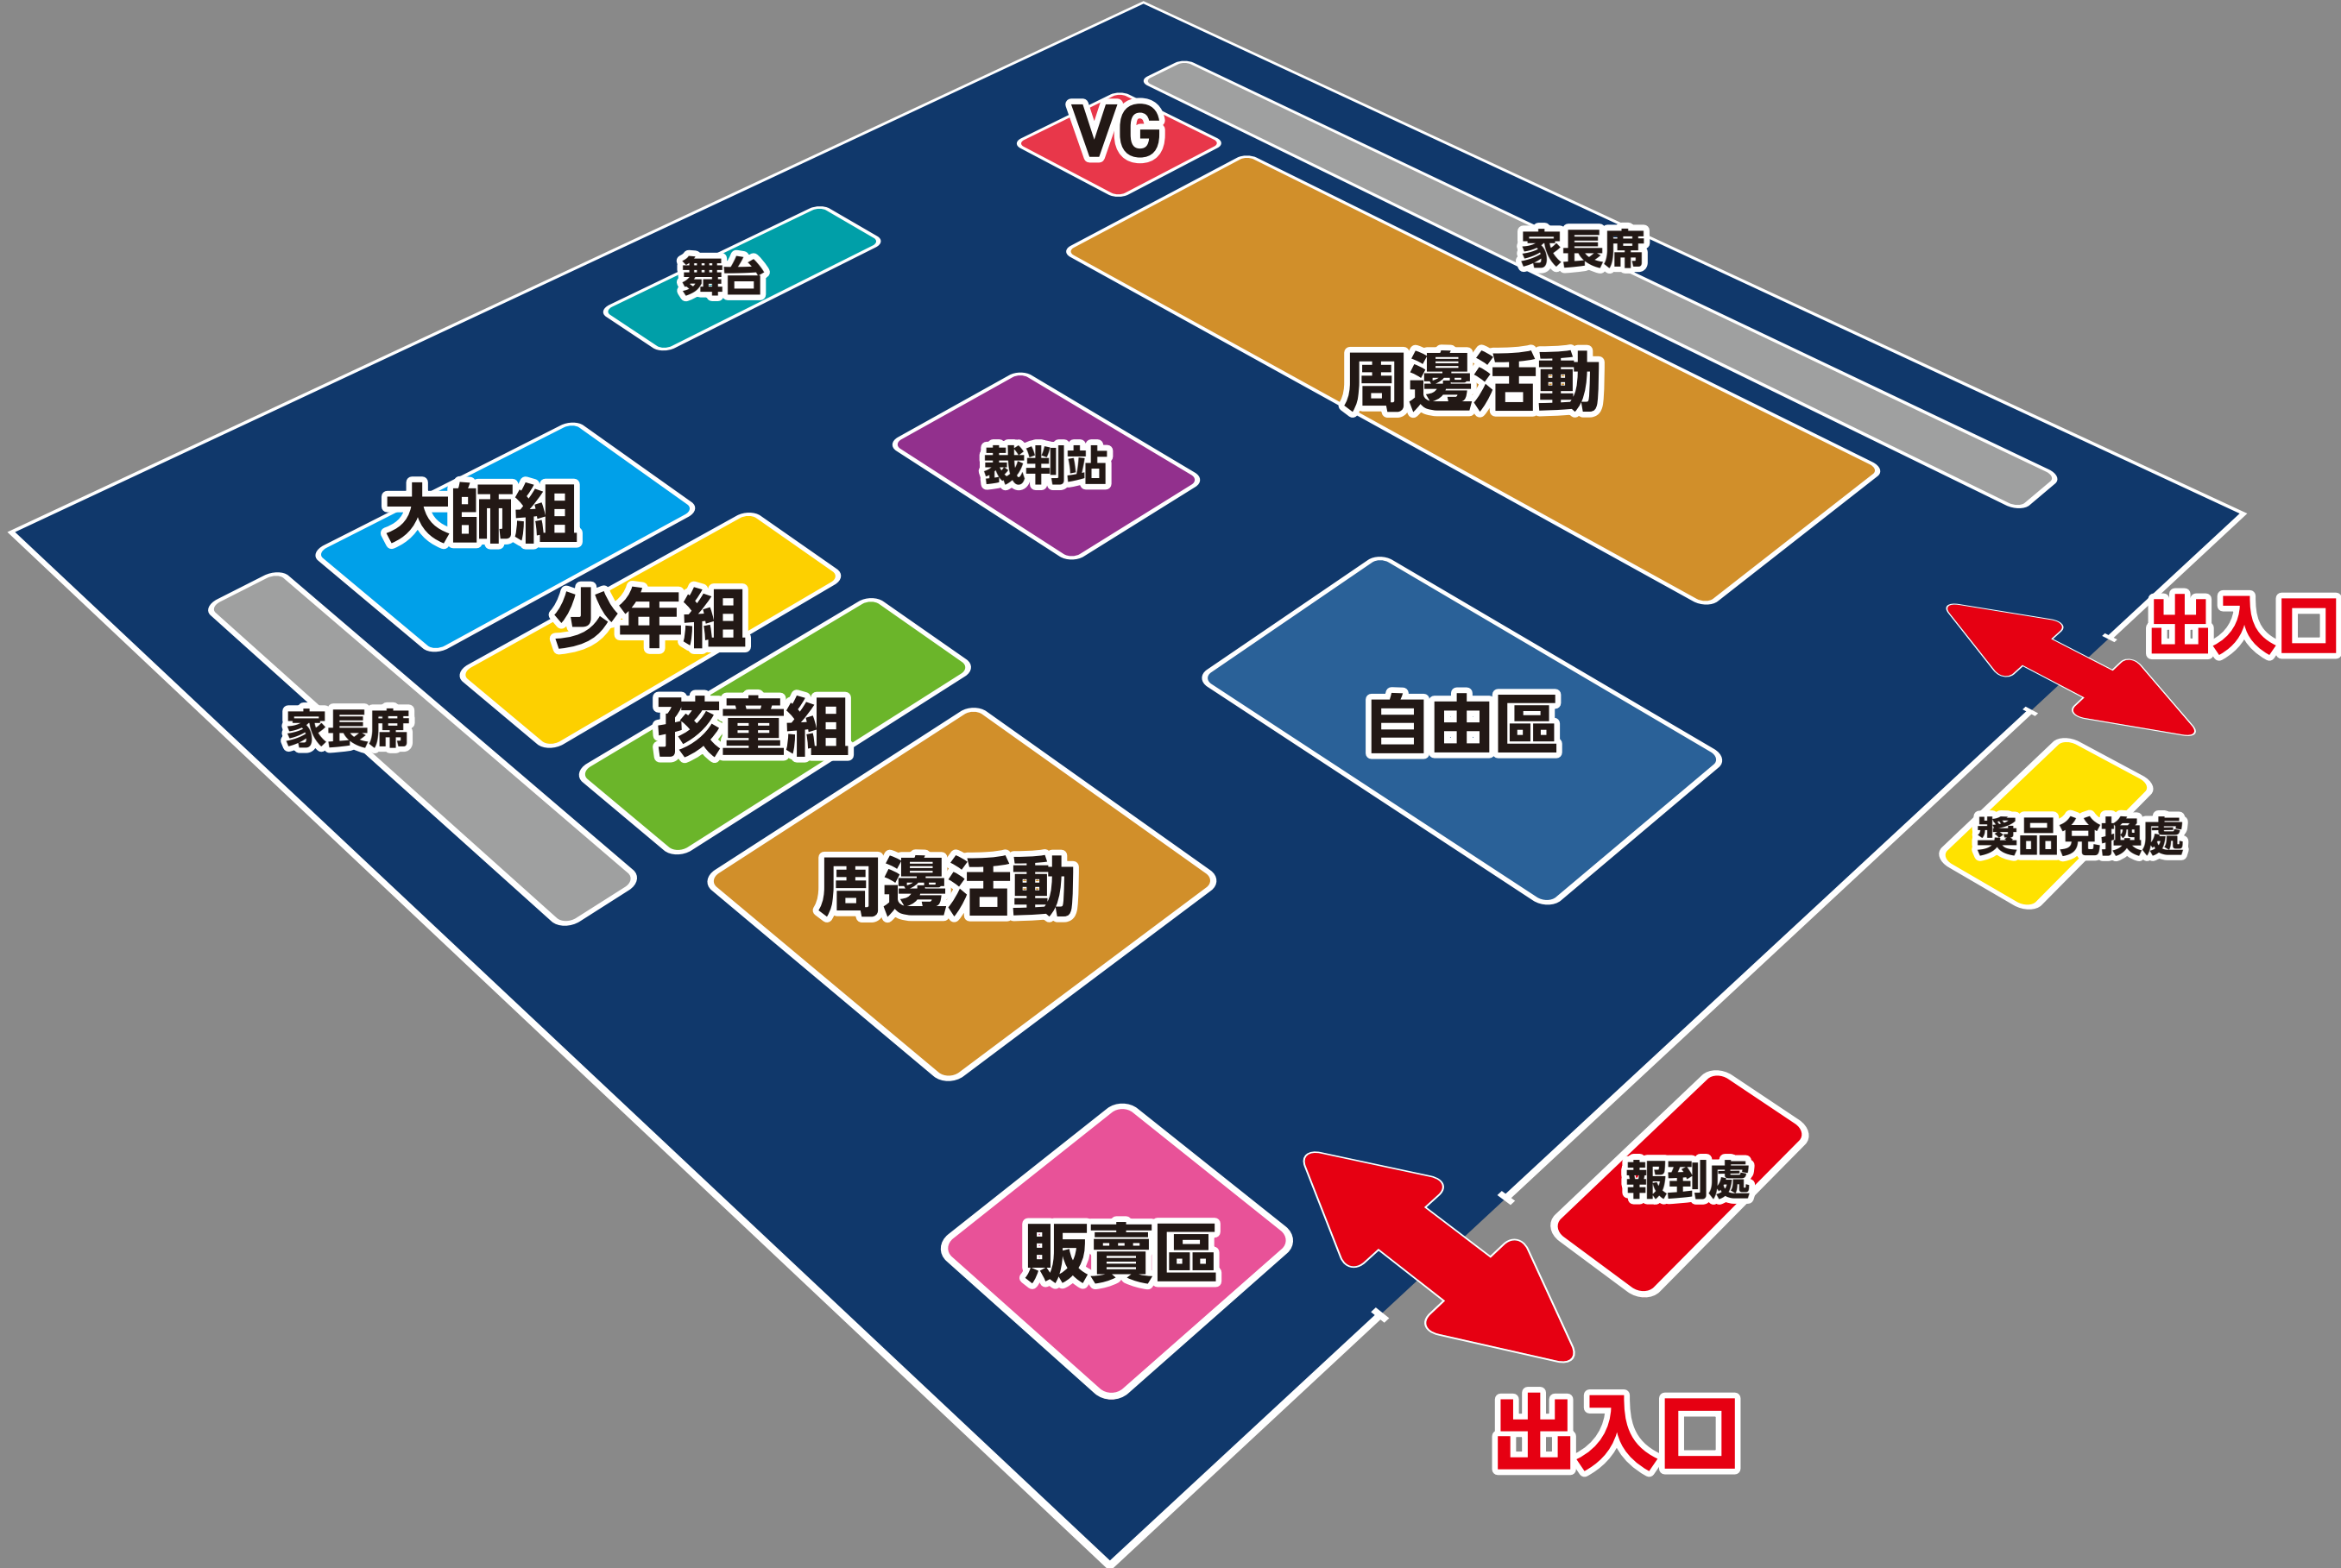 VG
家長席
舞台
周邊活動
裁判站
大師組
出入口
少年組
自由區
兒童組
家長席
獎品兌換處
周邊活動
報到處
販賣區
出入口